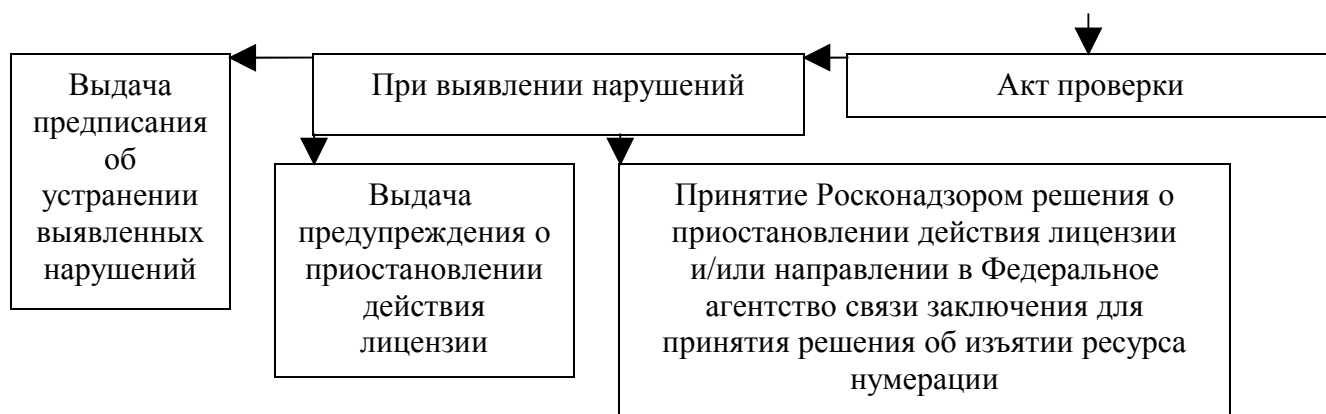 Выдача
предписания
об
устранении
выявленных
нарушений
При выявлении нарушений
Акт проверки
Выдача
предупреждения о
приостановлении
действия
лицензии
Принятие Росконадзором решения о
приостановлении действия лицензии
и/или направлении в Федеральное
агентство связи заключения для
принятия решения об изъятии ресурса
нумерации